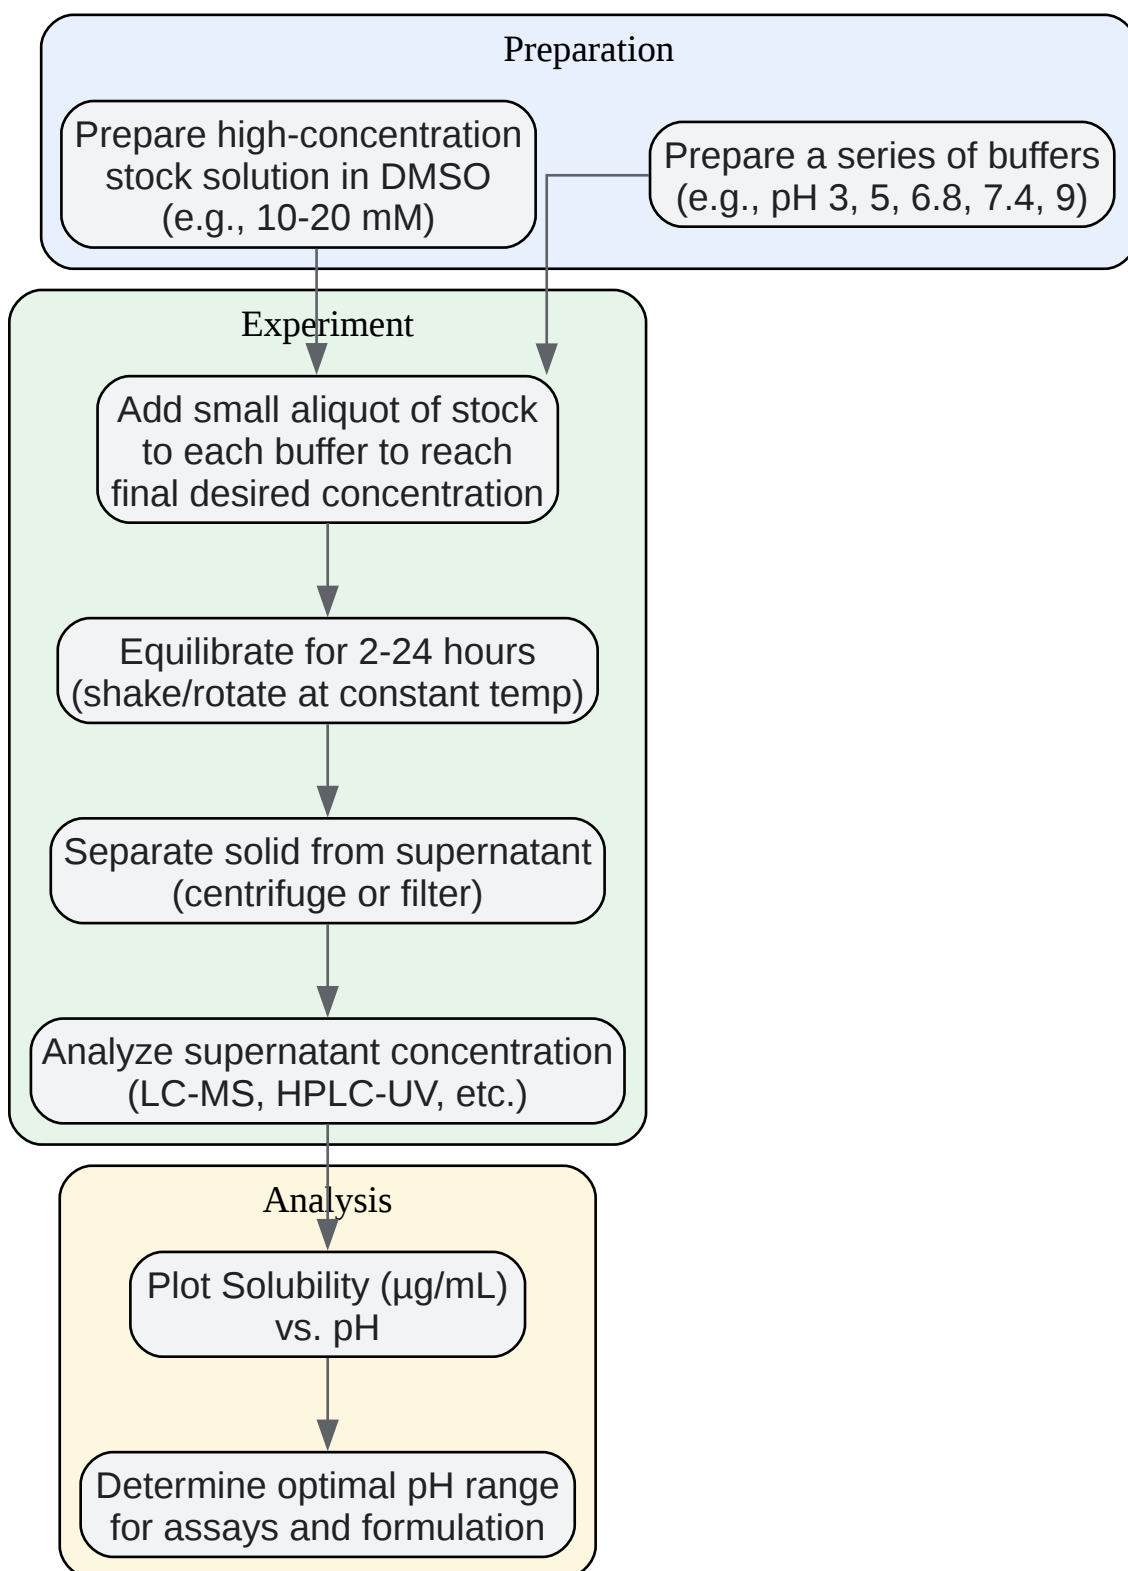 Preparation
Prepare high-concentration
stock solution in DMSO
(e.g., 10-20 mM)
Prepare a series of buffers
(e.g., pH 3, 5, 6.8, 7.4, 9)
Experiment
Add small aliquot of stock
to each buffer to reach
final desired concentration
Equilibrate for 2-24 hours
(shake/rotate at constant temp)
Separate solid from supernatant
(centrifuge or filter)
Analyze supernatant concentration
(LC-MS, HPLC-UV, etc.)
Analysis
Plot Solubility (µg/mL)
vs. pH
Determine optimal pH range
for assays and formulation